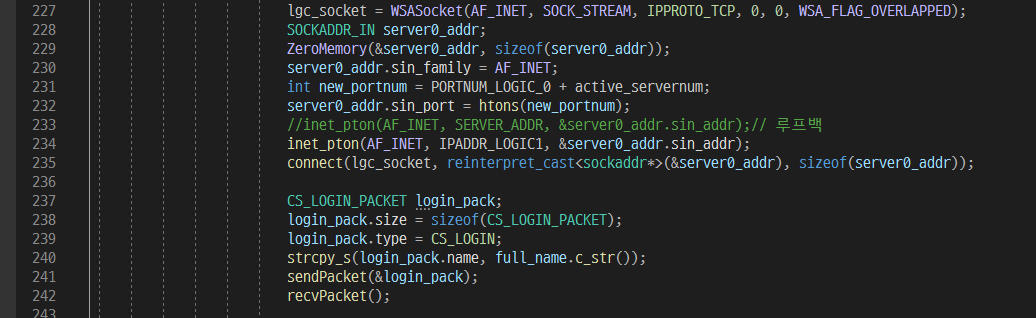 227 lgc_socket = WSASocket(AF_INET, SOCK_STREAM, IPPROTO_TCP, 0, 0, WSA_FLAG_OVERLAPPED);
228 SOCKADDR_IN server0_addr;
229 ZeroMemory(&server0_addr, sizeof(server0_addr));
230 server0_addr.sin_family = AF_INET;
231 int new_portnum = PORTNUM_LOGIC_0 + active_servernum;
232 server0_addr.sin_port = htons(new_portnum);
233 //inet_pton(AF_INET, SERVER_ADDR, &server0_addr.sin_addr);// 루프백
234 inet_pton(AF_INET, IPADDR_LOGIC1, &server0_addr.sin_addr);
235 connect(lgc_socket, reinterpret_cast<sockaddr*>(&server0_addr), sizeof(server0_addr));
236
237 CS_LOGIN_PACKET login_pack;
238 login_pack.size = sizeof(CS_LOGIN_PACKET);
239 login_pack.type = CS_LOGIN;
240 strcpy_s(login_pack.name, full_name.c_str());
241 sendPacket(&login_pack);
242 recvPacket();
243